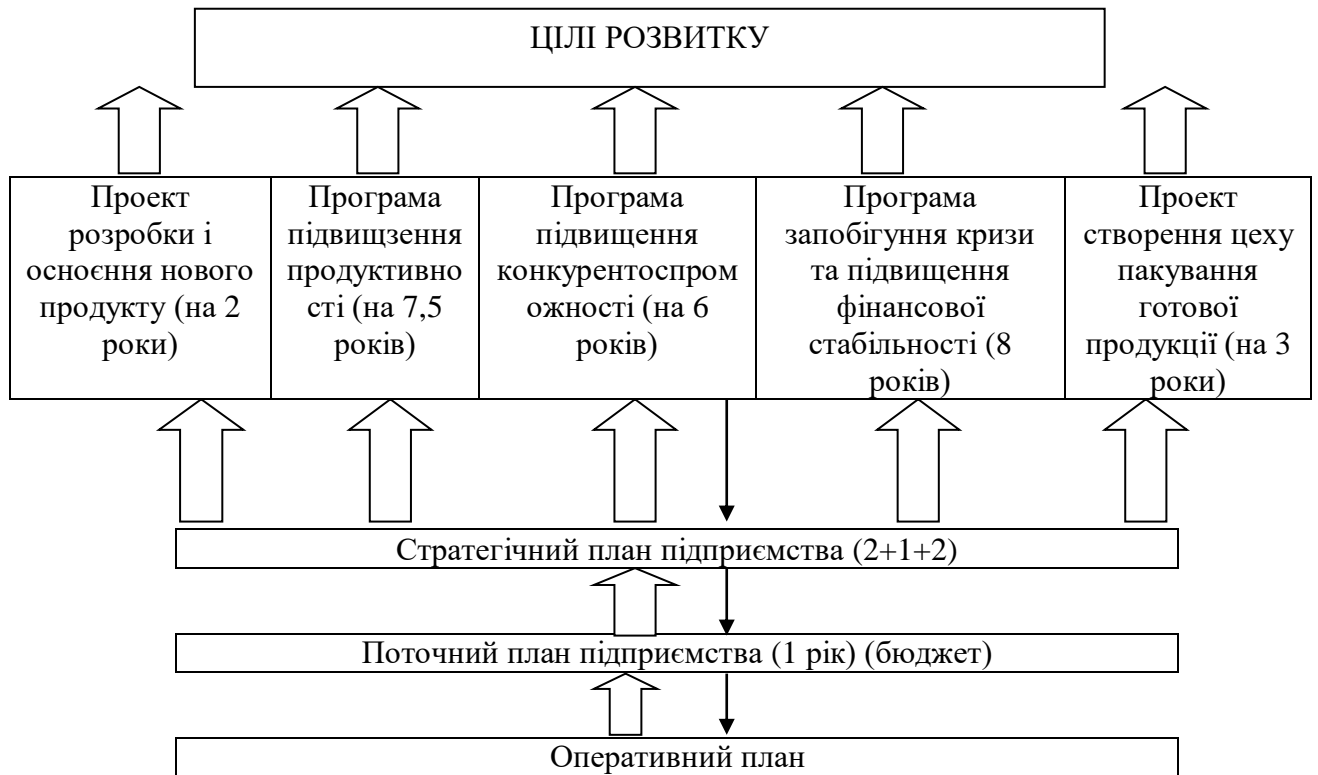 ЦІЛІ РОЗВИТКУ
Проект
розробки і
осноєння нового
продукту (на 2
роки)
Програма
підвищзення
продуктивно
сті (на 7,5
років)
Програма
підвищення
конкурентоспром
ожності (на 6
років)
Програма
запобігуння кризи
та підвищення
фінансової
стабільності (8
років)
Проект
створення цеху
пакування
готової
продукції (на 3
роки)
Стратегічний план підприємства (2+1+2)
Поточний план підприємства (1 рік) (бюджет)
Оперативний план